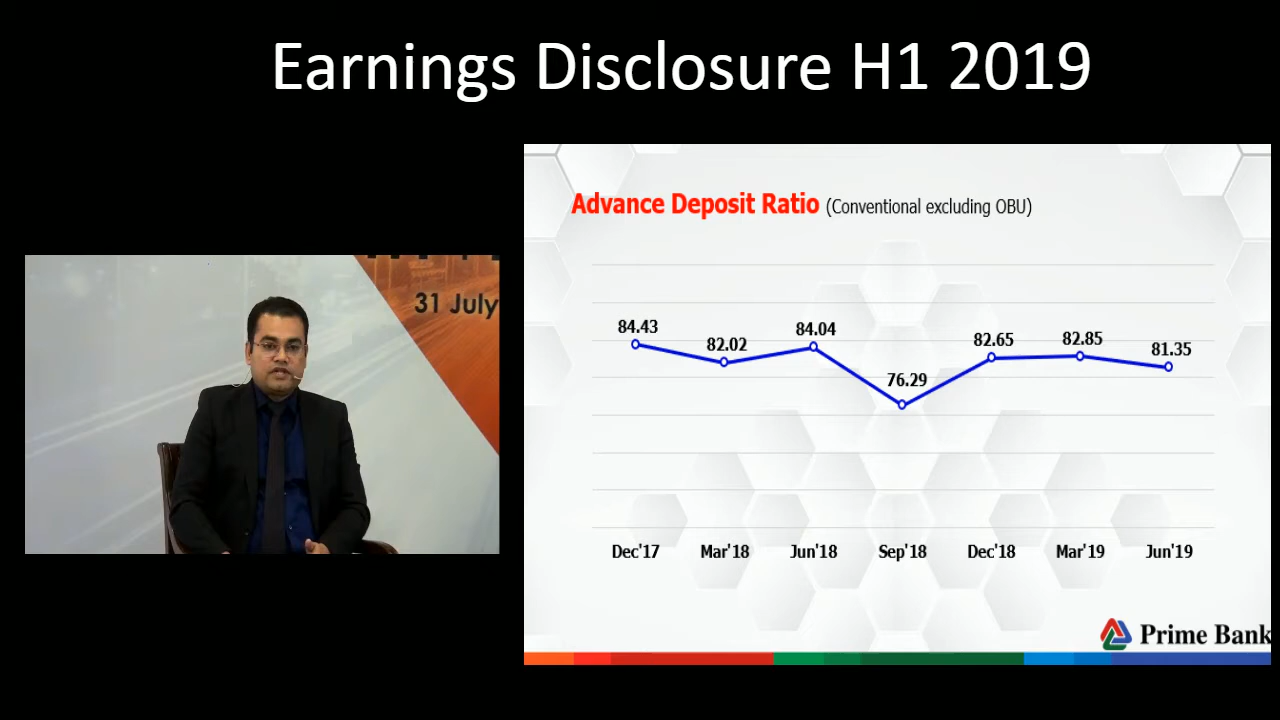 Earnings Disclosure H1 2019
31 July
Advance Deposit Ratio (Conventional excluding OBU)
84.43
82.02
84.04
76.29
82.65
82.85
81.35
Dec'17 Mar'18 Jun'18 Sep'18 Dec'18 Mar'19 Jun'19
Prime Bank